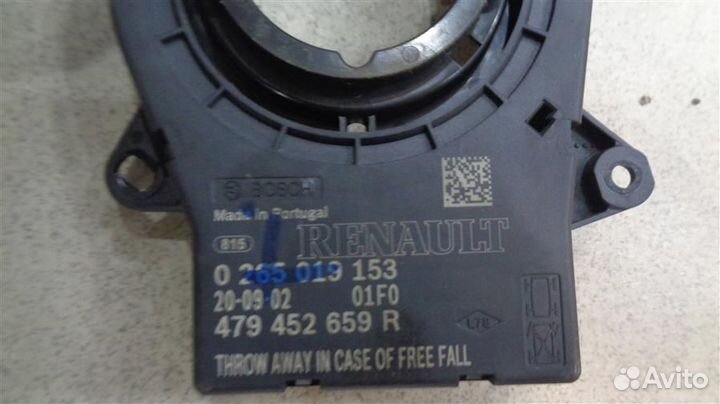 BOSCH
Made in Portugal
815
RENAULT
0 265 019 153
20-09-02 01F0
479 452 659 R
THROW AWAY IN CASE OF FREE FALL
Avito